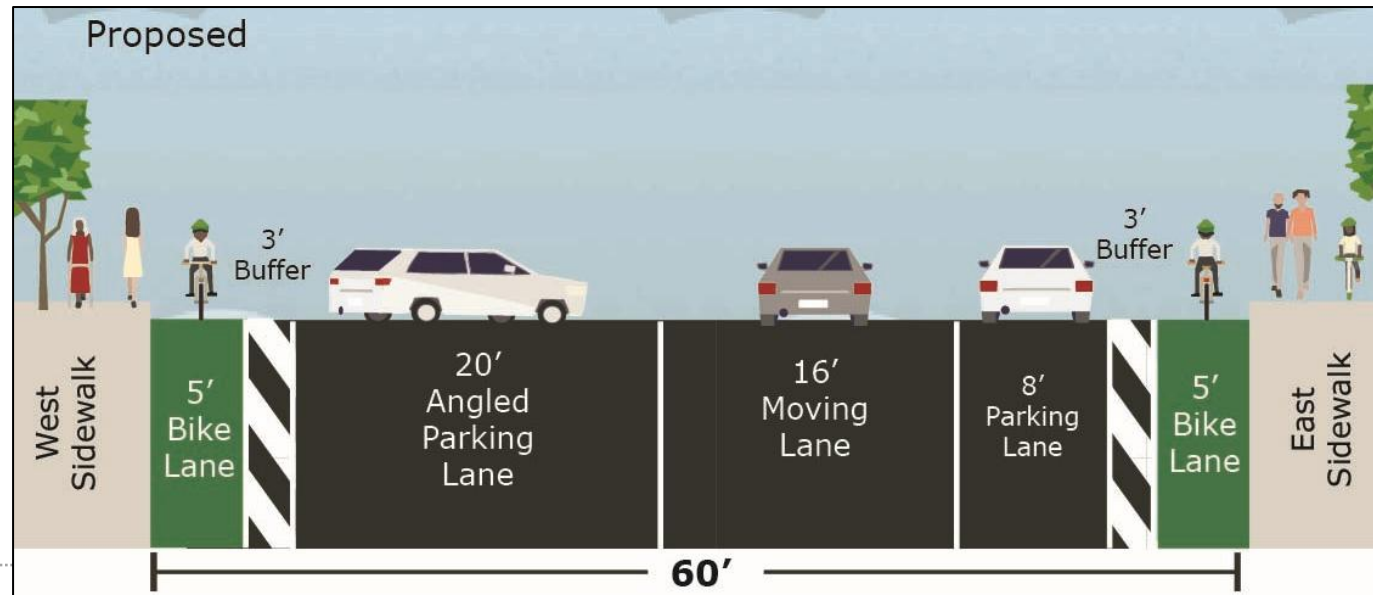 Proposed
3'
Buffer
3'
Buffer
West
Sidewalk
5'
Bike
Lane
20'
Angled
Parking
Lane
16'
Moving
Lane
8'
Parking
Lane
5'
Bike
Lane
East
Sidewalk
60'